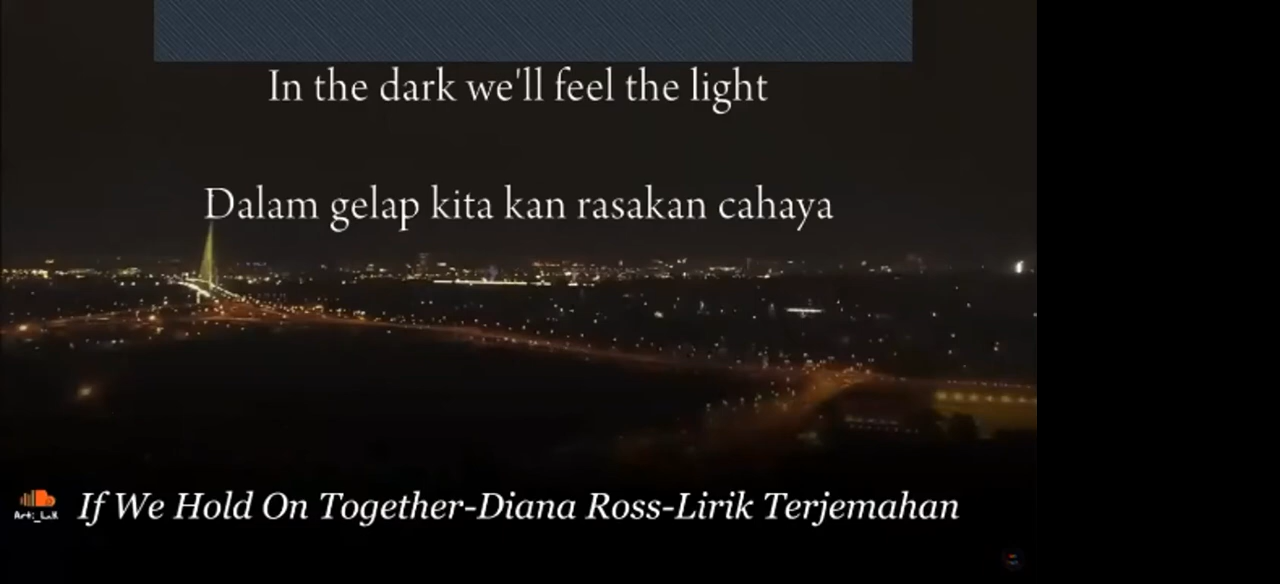 In the dark we'll feel the light
Dalam gelap kita kan rasakan cahaya
If We Hold On Together-Diana Ross-Lirik Terjemahan